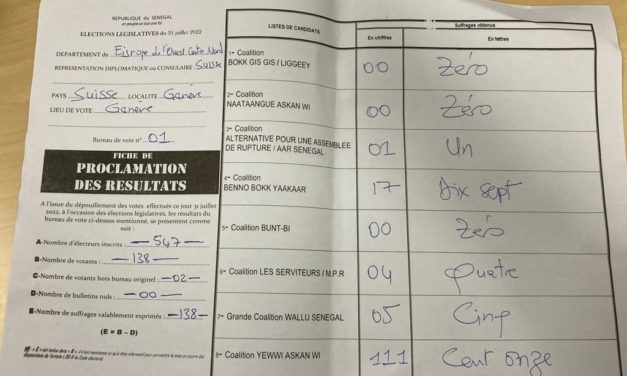 REPUBLIQUE DU SENEGAL
un peuple-un but-une foi
ELECTIONS LEGISLATIVES du 31 juillet 2022
DEPARTEMENT de Europe de l'Ouest Centre Nord
REPRESENTATION DIPLOMATIQUE ou CONSULAIRE Suisse
PAYS Suisse LOCALITE Genève
LIEU DE VOTE Genève
Bureau de vote n° 01
FICHE DE
PROCLAMATION
DES RESULTATS
A l'issue du dépouillement des votes effectués ce jour 31 juillet
2022, à l'occasion des élections législatives, les résultats du
bureau de vote ci-dessus mentionné, se présentent comme
suit :
A-Nombre d'électeurs inscrits : — 547 —
B-Nombre de votants : — 138 —
C-Nombre de votants hors bureau originel — 02 —
D-Nombre de bulletins nuls : — 00 —
E-Nombre de suffrages valablement exprimés : — 138 —
(E = B – D)
LISTES DE CANDIDATS
Suffrages obtenus
En chiffres
En lettres
1- Coalition
BOKK GIS GIS / LIGGEEY
00
Zéro
2- Coalition
NAATAANGUE ASKAN WI
00
Zéro
3- Coalition
ALTERNATIVE POUR UNE ASSEMBLEE
DE RUPTURE / AAR SENEGAL
01
Un
4- Coalition
BENNO BOKK YAAKAAR
17
Dix sept
5- Coalition BUNT-BI
00
Zéro
6- Coalition LES SERVITEURS / M.P.R
04
Quatre
7- Grande Coalition WALLU SENEGAL
05
Cinq
8- Coalition YEWWI ASKAN WI
111
Cent onze